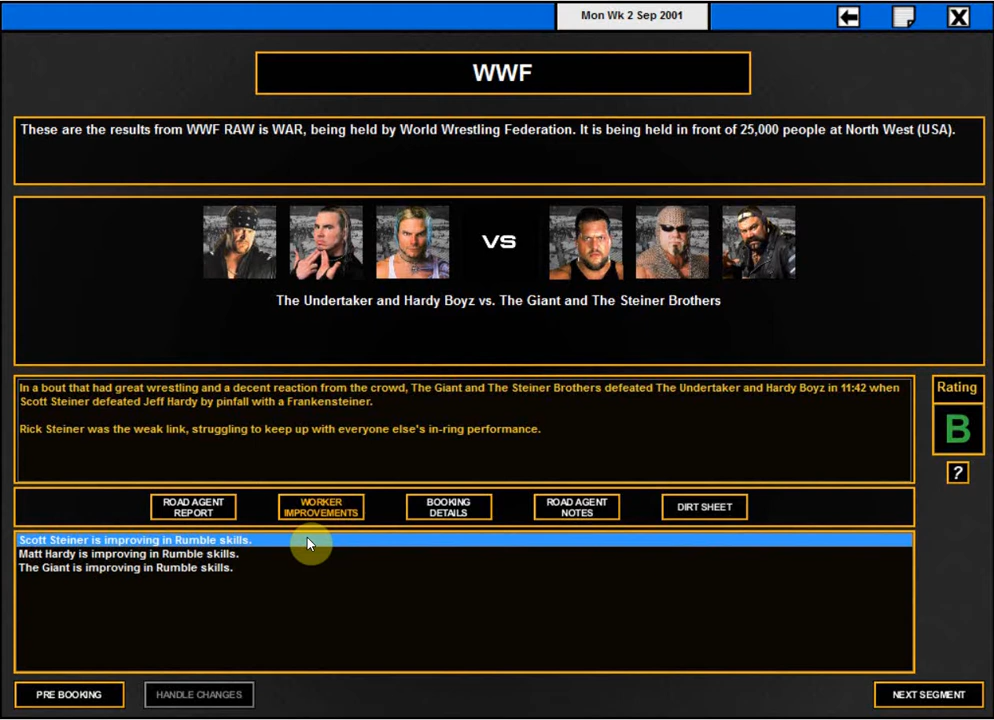 Mon Wk 2 Sep 2001
WWF
These are the results from WWF RAW is WAR, being held by World Wrestling Federation. It is being held in front of 25,000 people at North West (USA).
VS
The Undertaker and Hardy Boyz vs. The Giant and The Steiner Brothers
In a bout that had great wrestling and a decent reaction from the crowd, The Giant and The Steiner Brothers defeated The Undertaker and Hardy Boyz in 11:42 when
Scott Steiner defeated Jeff Hardy by pinfall with a Frankensteiner.
Rick Steiner was the weak link, struggling to keep up with everyone else's in-ring performance.
Rating
B
?
ROAD AGENT
REPORT
WORKER
IMPROVEMENTS
BOOKING
DETAILS
ROAD AGENT
NOTES
DIRT SHEET
Scott Steiner is improving in Rumble skills.
Matt Hardy is improving in Rumble skills.
The Giant is improving in Rumble skills.
PRE BOOKING
HANDLE CHANGES
NEXT SEGMENT